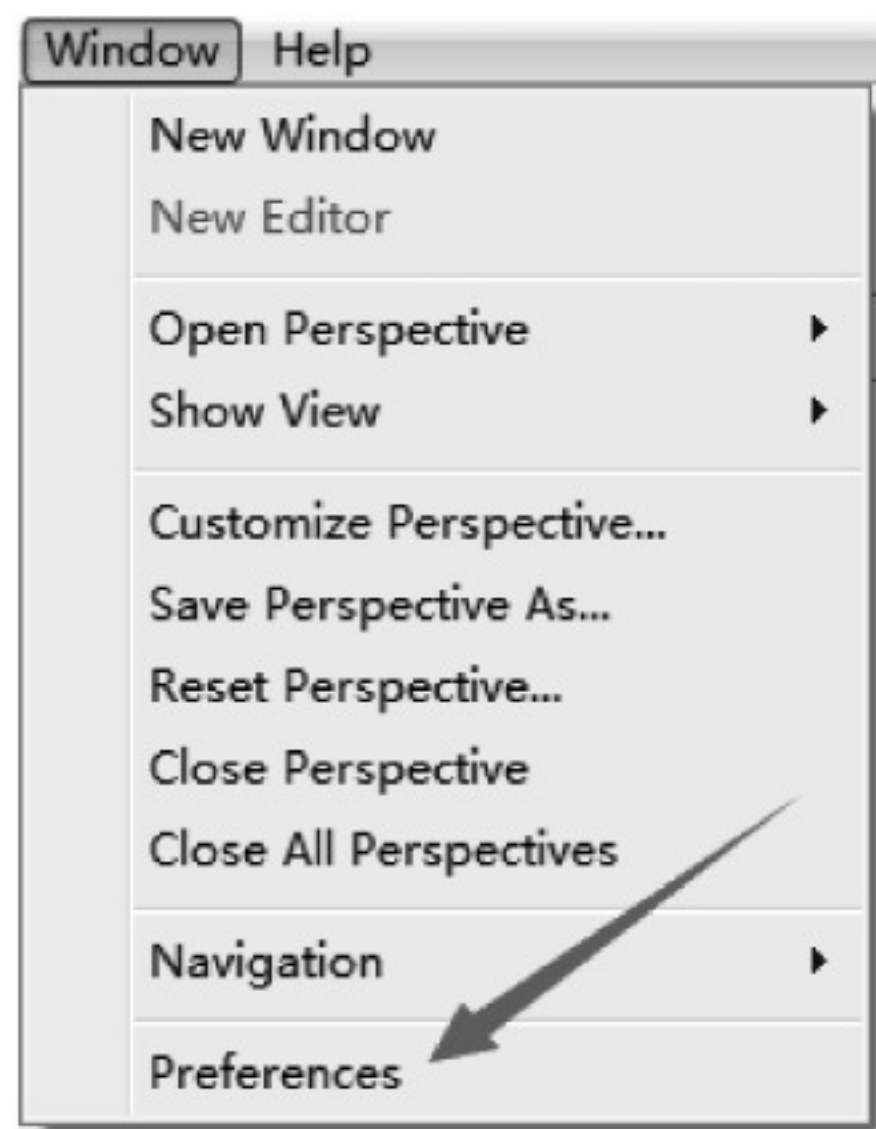 Window Help
New Window
New Editor
Open Perspective
Show View
Customize Perspective...
Save Perspective As...
Reset Perspective...
Close Perspective
Close All Perspectives
Navigation
Preferences